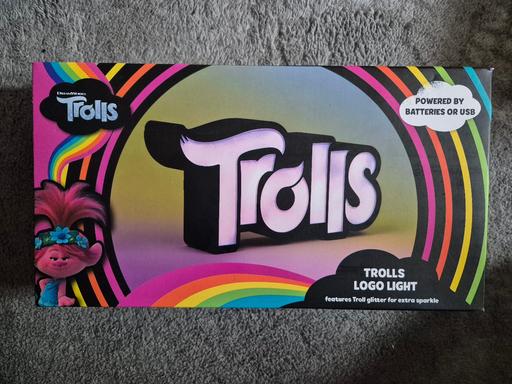 DREAMWORKS
Trolls
POWERED BY
BATTERIES OR USB
Trolls
TROLLS
LOGO LIGHT
features Troll glitter for extra sparkle